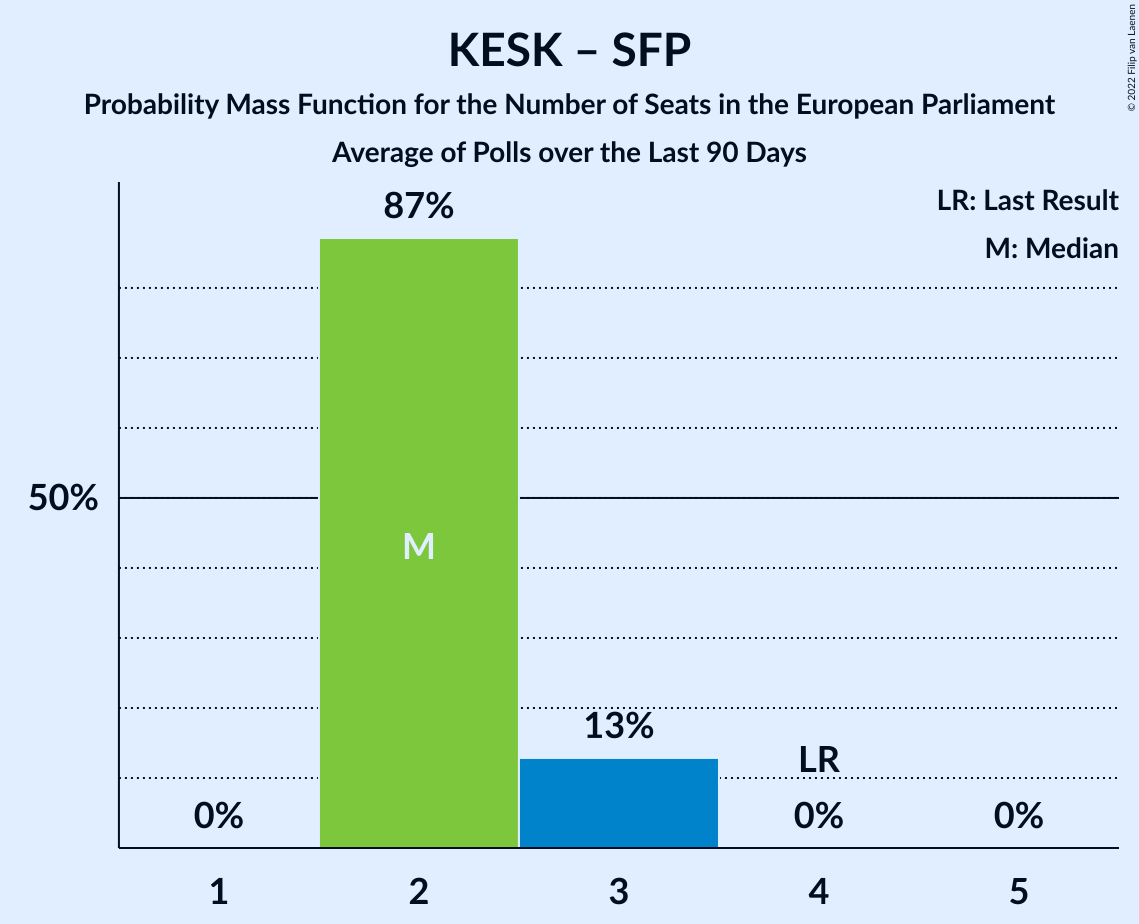 KESK – SFP
Probability Mass Function for the Number of Seats in the European Parliament
Average of Polls over the Last 90 Days
© 2022 Filip van Laenen
LR: Last Result
M: Median
87%
50%
M
13%
LR
0%
0%
0%
1
2
3
4
5